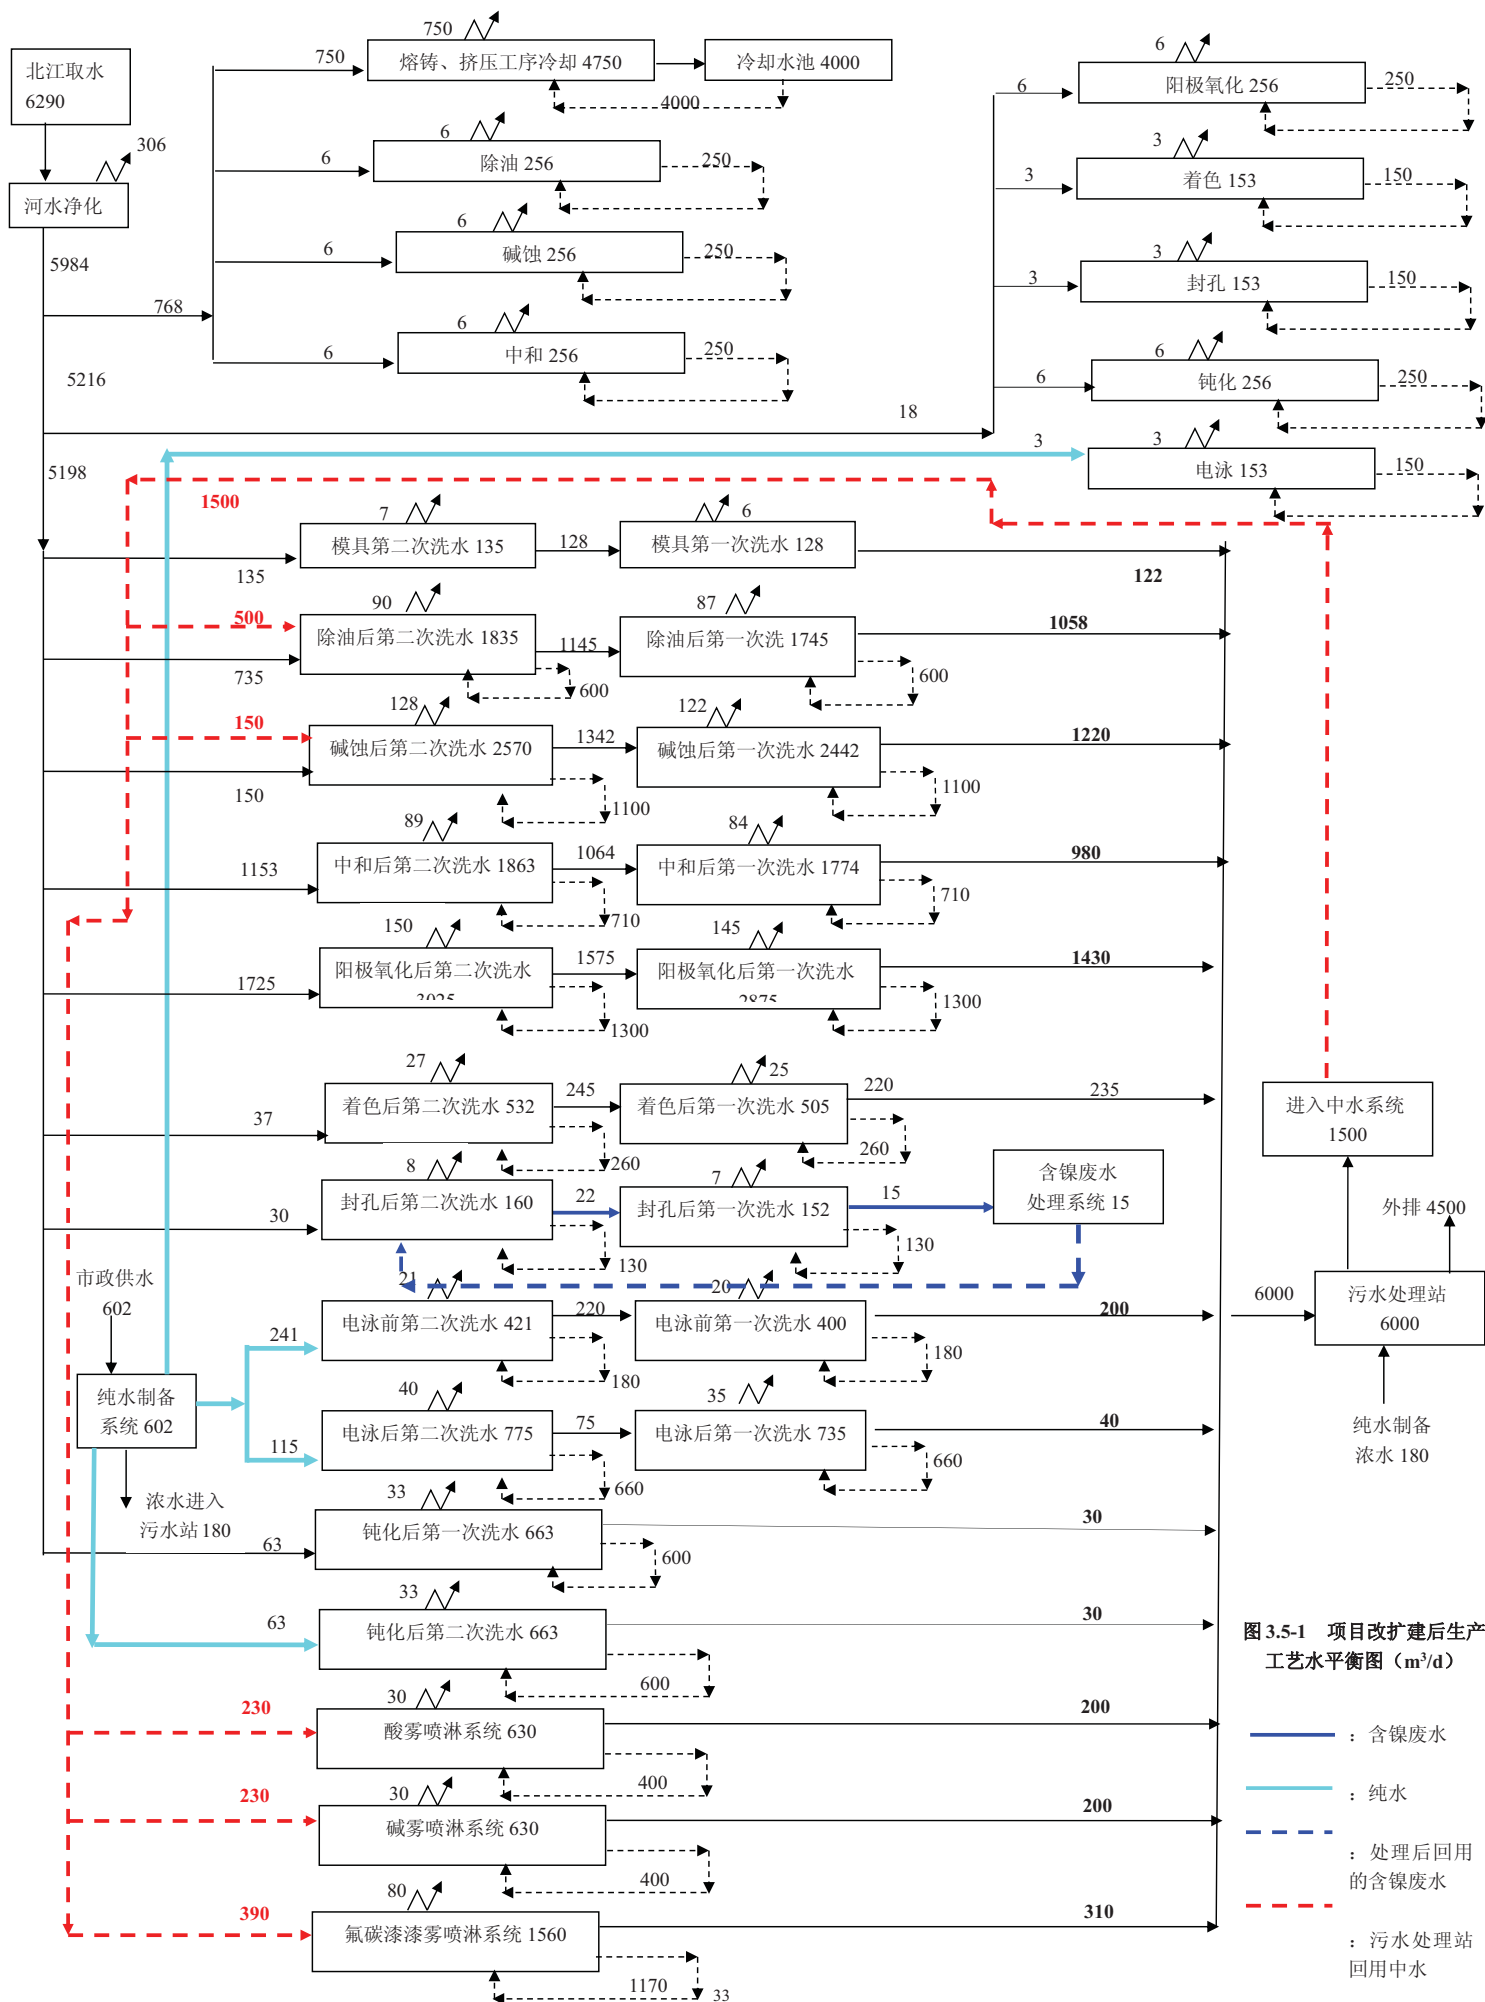 北江取水
6290
306
河水净化
5984
768
5216
5198
18
750
750
熔铸、挤压工序冷却 4750
冷却水池 4000
4000
6
6
除油 256
250
6
6
碱蚀 256
250
6
6
中和 256
250
6
6
阳极氧化 256
250
3
3
着色 153
150
3
3
封孔 153
150
6
6
钝化 256
250
3
3
电泳 153
150
1500
7
模具第二次洗水 135
135
128
6
模具第一次洗水 128
122
500
90
除油后第二次洗水 1835
735
600
1145
87
除油后第一次洗 1745
600
1058
150
128
碱蚀后第二次洗水 2570
150
1100
1342
122
碱蚀后第一次洗水 2442
1100
1220
1153
89
中和后第二次洗水 1863
710
1064
84
中和后第一次洗水 1774
710
980
1725
150
阳极氧化后第二次洗水
3025
1300
1575
145
阳极氧化后第一次洗水
2875
1300
1430
37
27
着色后第二次洗水 532
260
245
25
着色后第一次洗水 505
260
220
235
进入中水系统
1500
30
8
封孔后第二次洗水 160
130
22
7
封孔后第一次洗水 152
130
15
含镍废水
处理系统 15
外排 4500
市政供水
602
纯水制备
系统 602
浓水进入
污水站 180
241
21
电泳前第二次洗水 421
180
220
20
电泳前第一次洗水 400
180
200
6000
污水处理站
6000
纯水制备
浓水 180
115
40
电泳后第二次洗水 775
660
75
35
电泳后第一次洗水 735
660
40
63
33
钝化后第一次洗水 663
600
30
63
33
钝化后第二次洗水 663
600
30
230
30
酸雾喷淋系统 630
400
200
230
30
碱雾喷淋系统 630
400
200
390
80
氟碳漆漆雾喷淋系统 1560
1170
310
图 3.5-1 项目改扩建后生产
工艺水平衡图（m³/d）
：含镍废水
：纯水
：处理后回用
的含镍废水
：污水处理站
回用中水
33